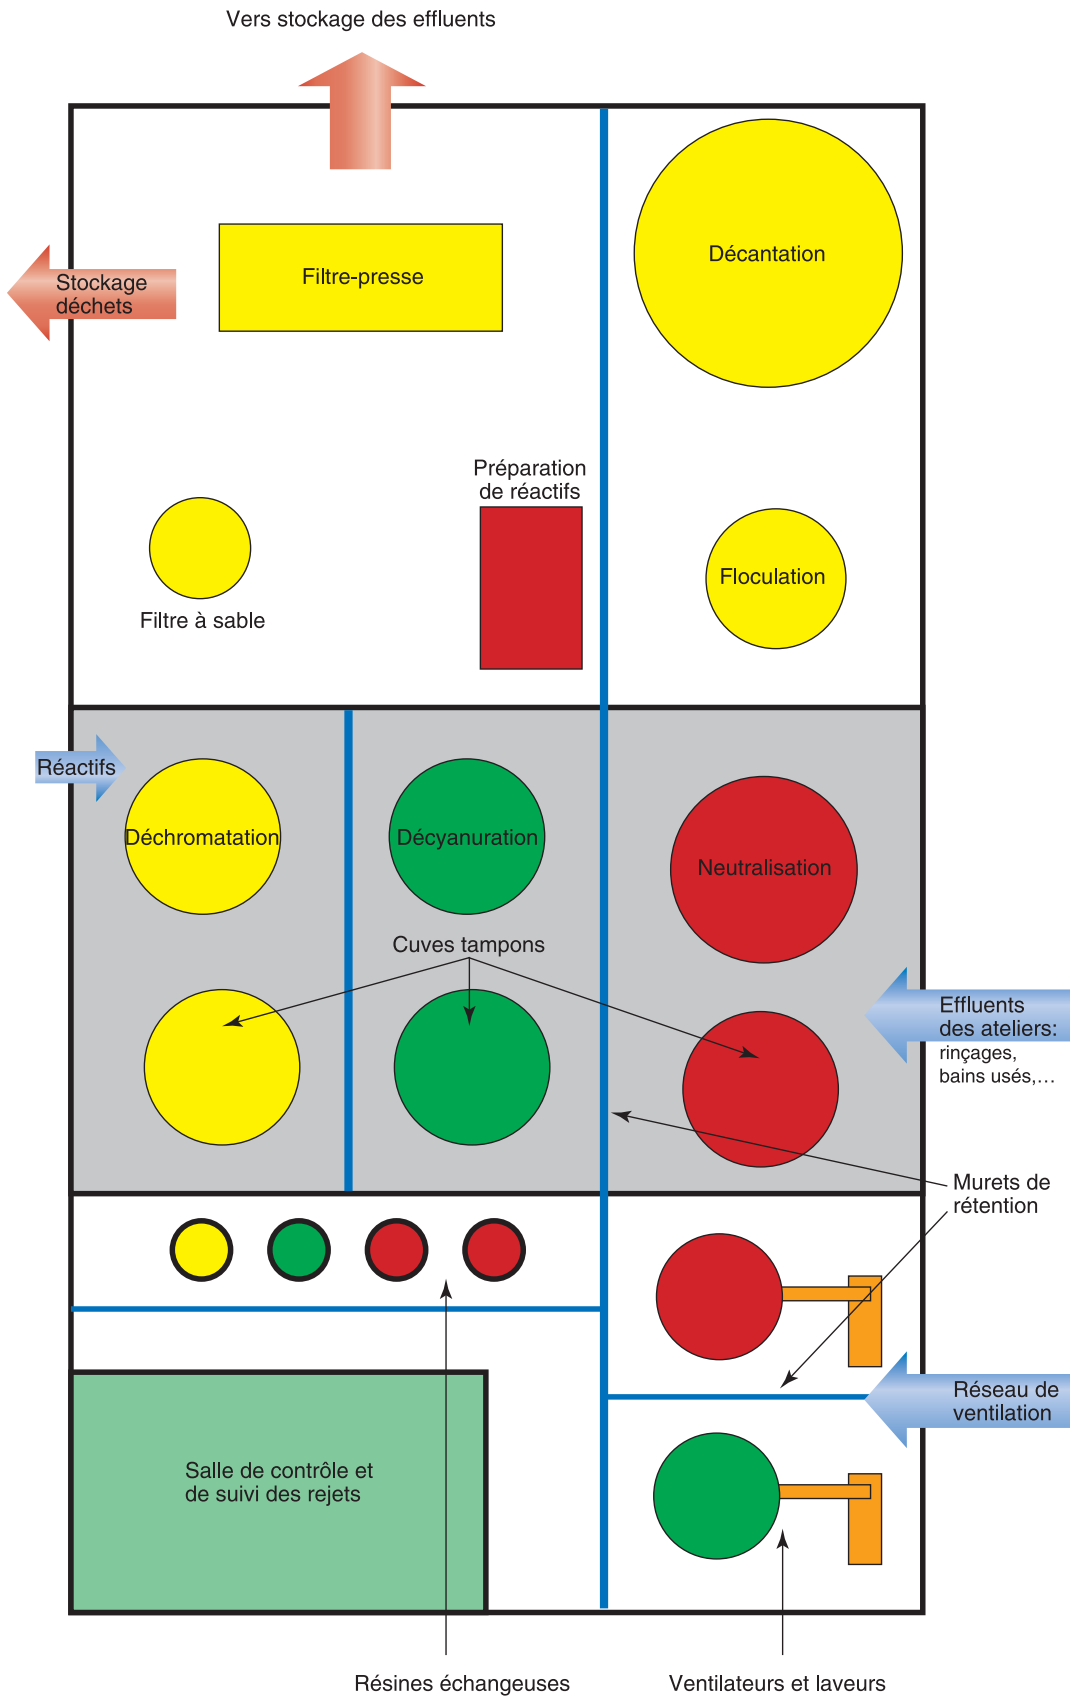 Vers stockage des effluents
Décantation
Filtre-presse
Stockage
déchets
Préparation
de réactifs
Floculation
Filtre à sable
Réactifs
Déchromatation
Décyanuration
Neutralisation
Cuves tampons
Effluents
des ateliers:
rinçages,
bains usés,...
Murets de
rétention
Réseau de
ventilation
Salle de contrôle et
de suivi des rejets
Résines échangeuses
Ventilateurs et laveurs